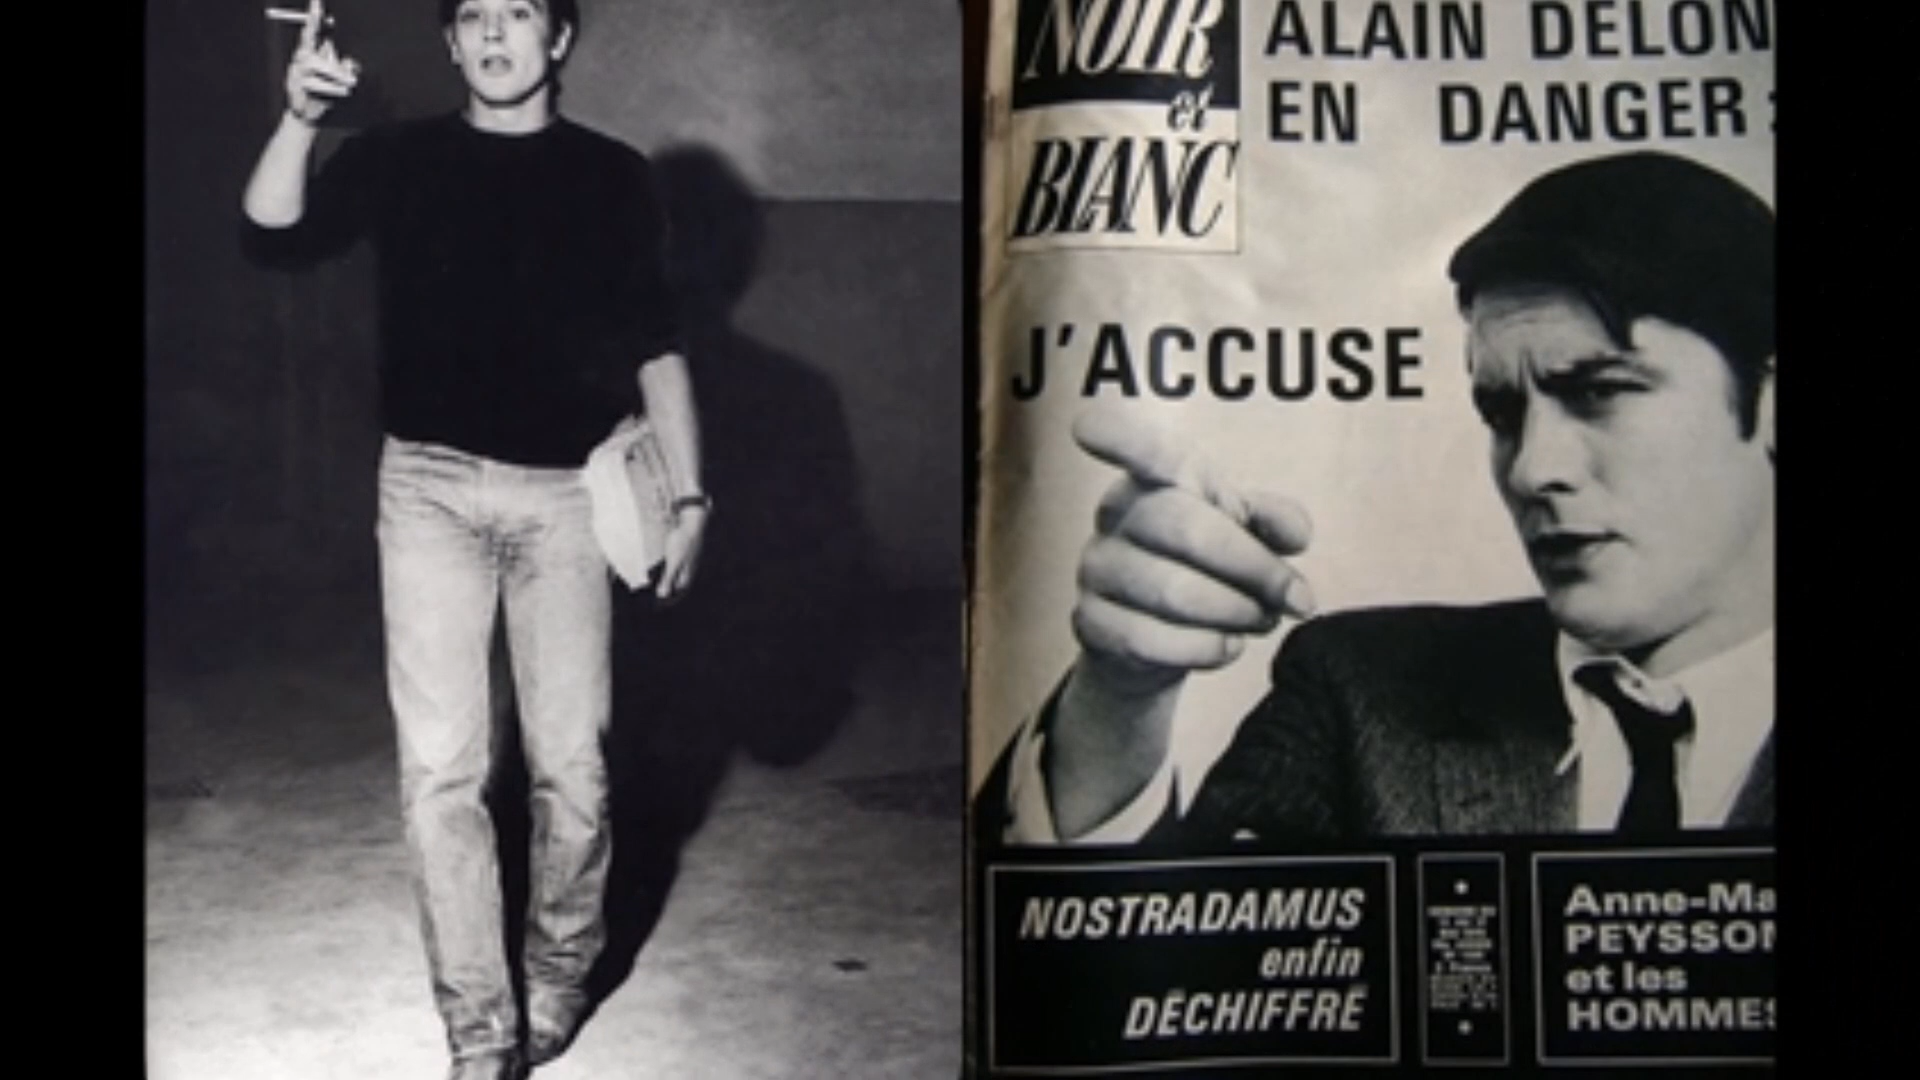 NOIR
et
BLANC
ALAIN DELON
EN DANGER :
J'ACCUSE
NOSTRADAMUS
enfin
DÉCHIFFRÉ
Anne-Ma
PEYSSON
et les
HOMMES